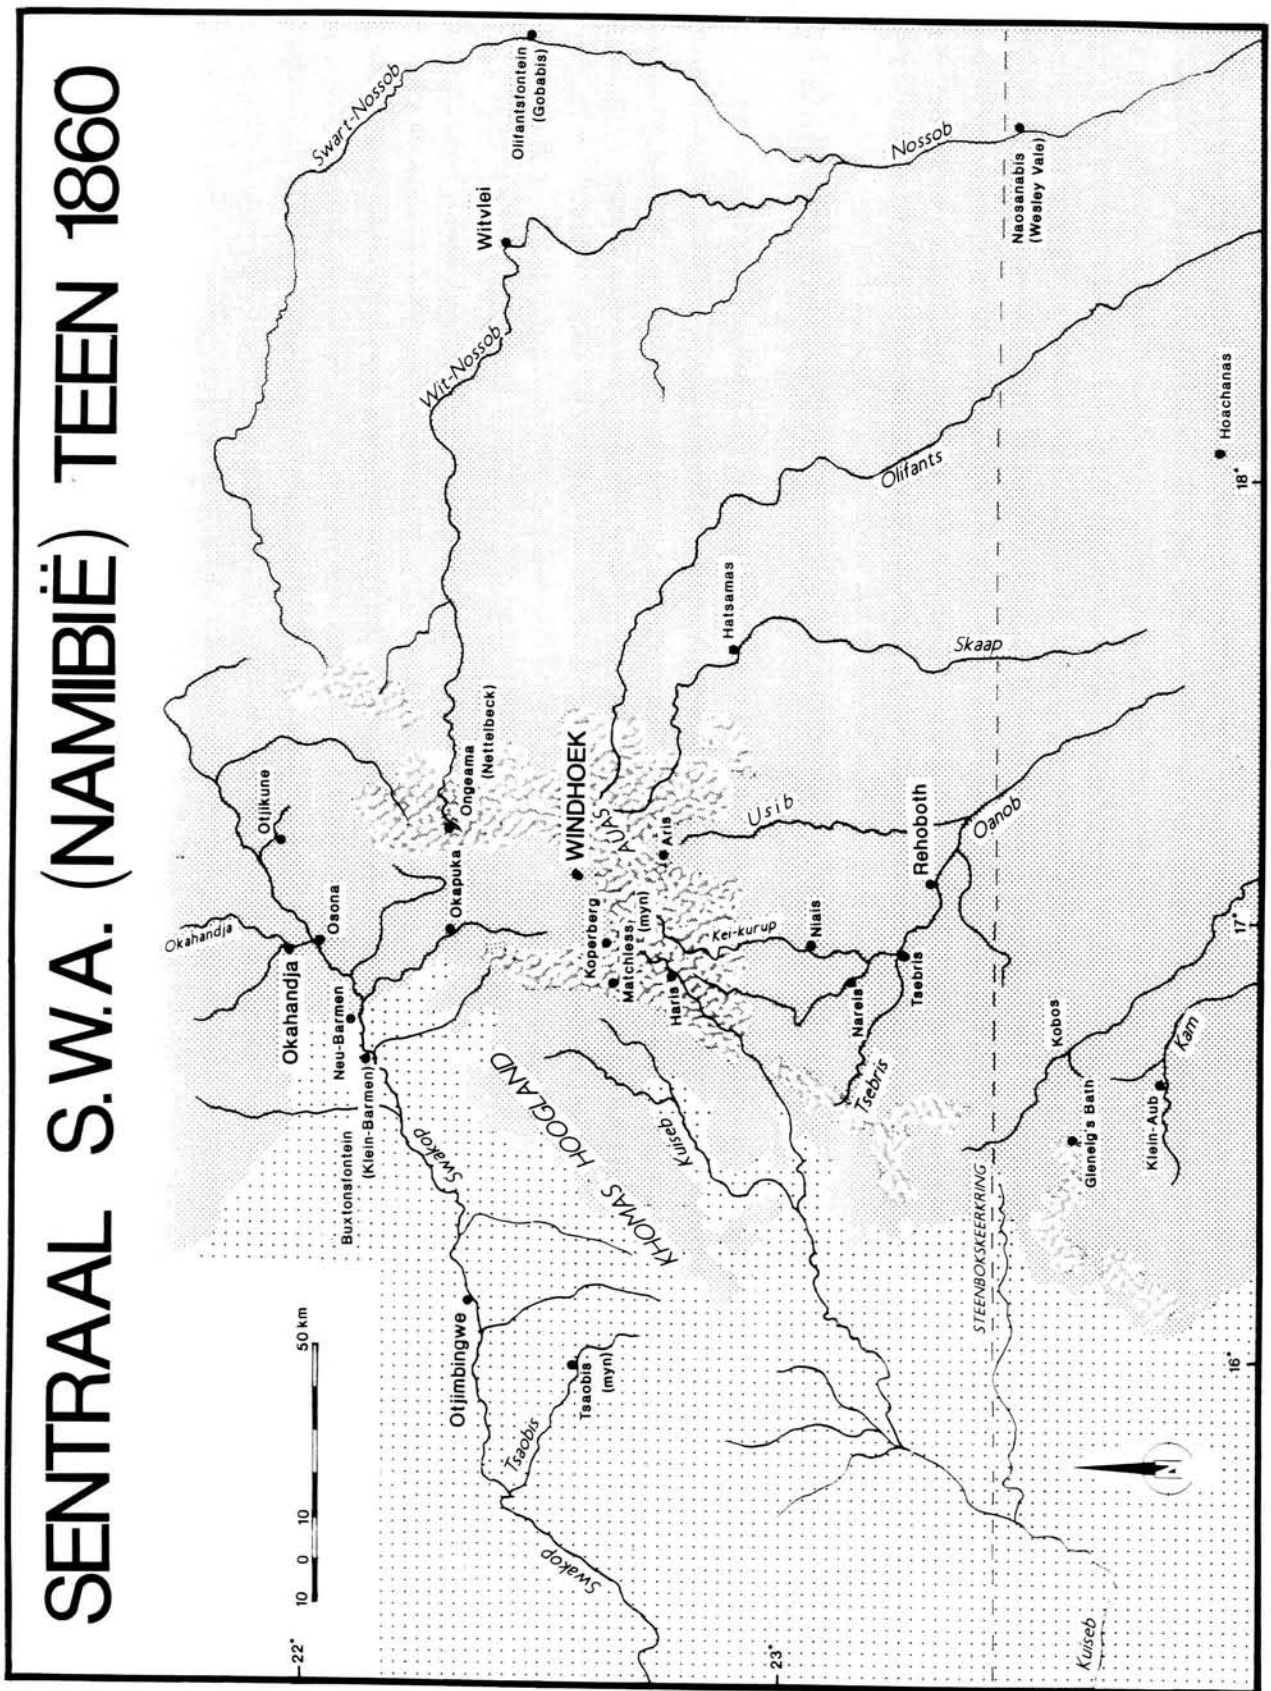 SENTRAAL S.W.A. (NAMIBIË) TEEN 1860
10 0 10 50 km
22°
23°
16°
17°
18°
Swart-Nossob
Olifantsfontein
(Gobabis)
Witvlei
Wit-Nossob
Nossob
Naosanabis
(Wesley Vale)
Olifants
Hoachanas
Hatsamas
Skaap
Otjikune
Ongeama
(Nettelbeck)
WINDHOEK
AUAS
Aris
Usib
Rehoboth
Oanob
Okahandja
Okahandja
Osona
Okapuka
Neu-Barmen
Buxtonsfontein
(Klein-Barmen)
Koperberg
Matchless
(myn)
Haris
Kei-kurup
Niais
Nareis
Tsebris
Tsebris
Kobos
Kam
Klein-Aub
Glenelg's Bath
KHOMAS HOOGLAND
Kuiseb
Swakop
Otjimbingwe
Tsaobis
(myn)
Tsaobis
Swakop
STEENBOKSKEERKRING
Kuiseb
N